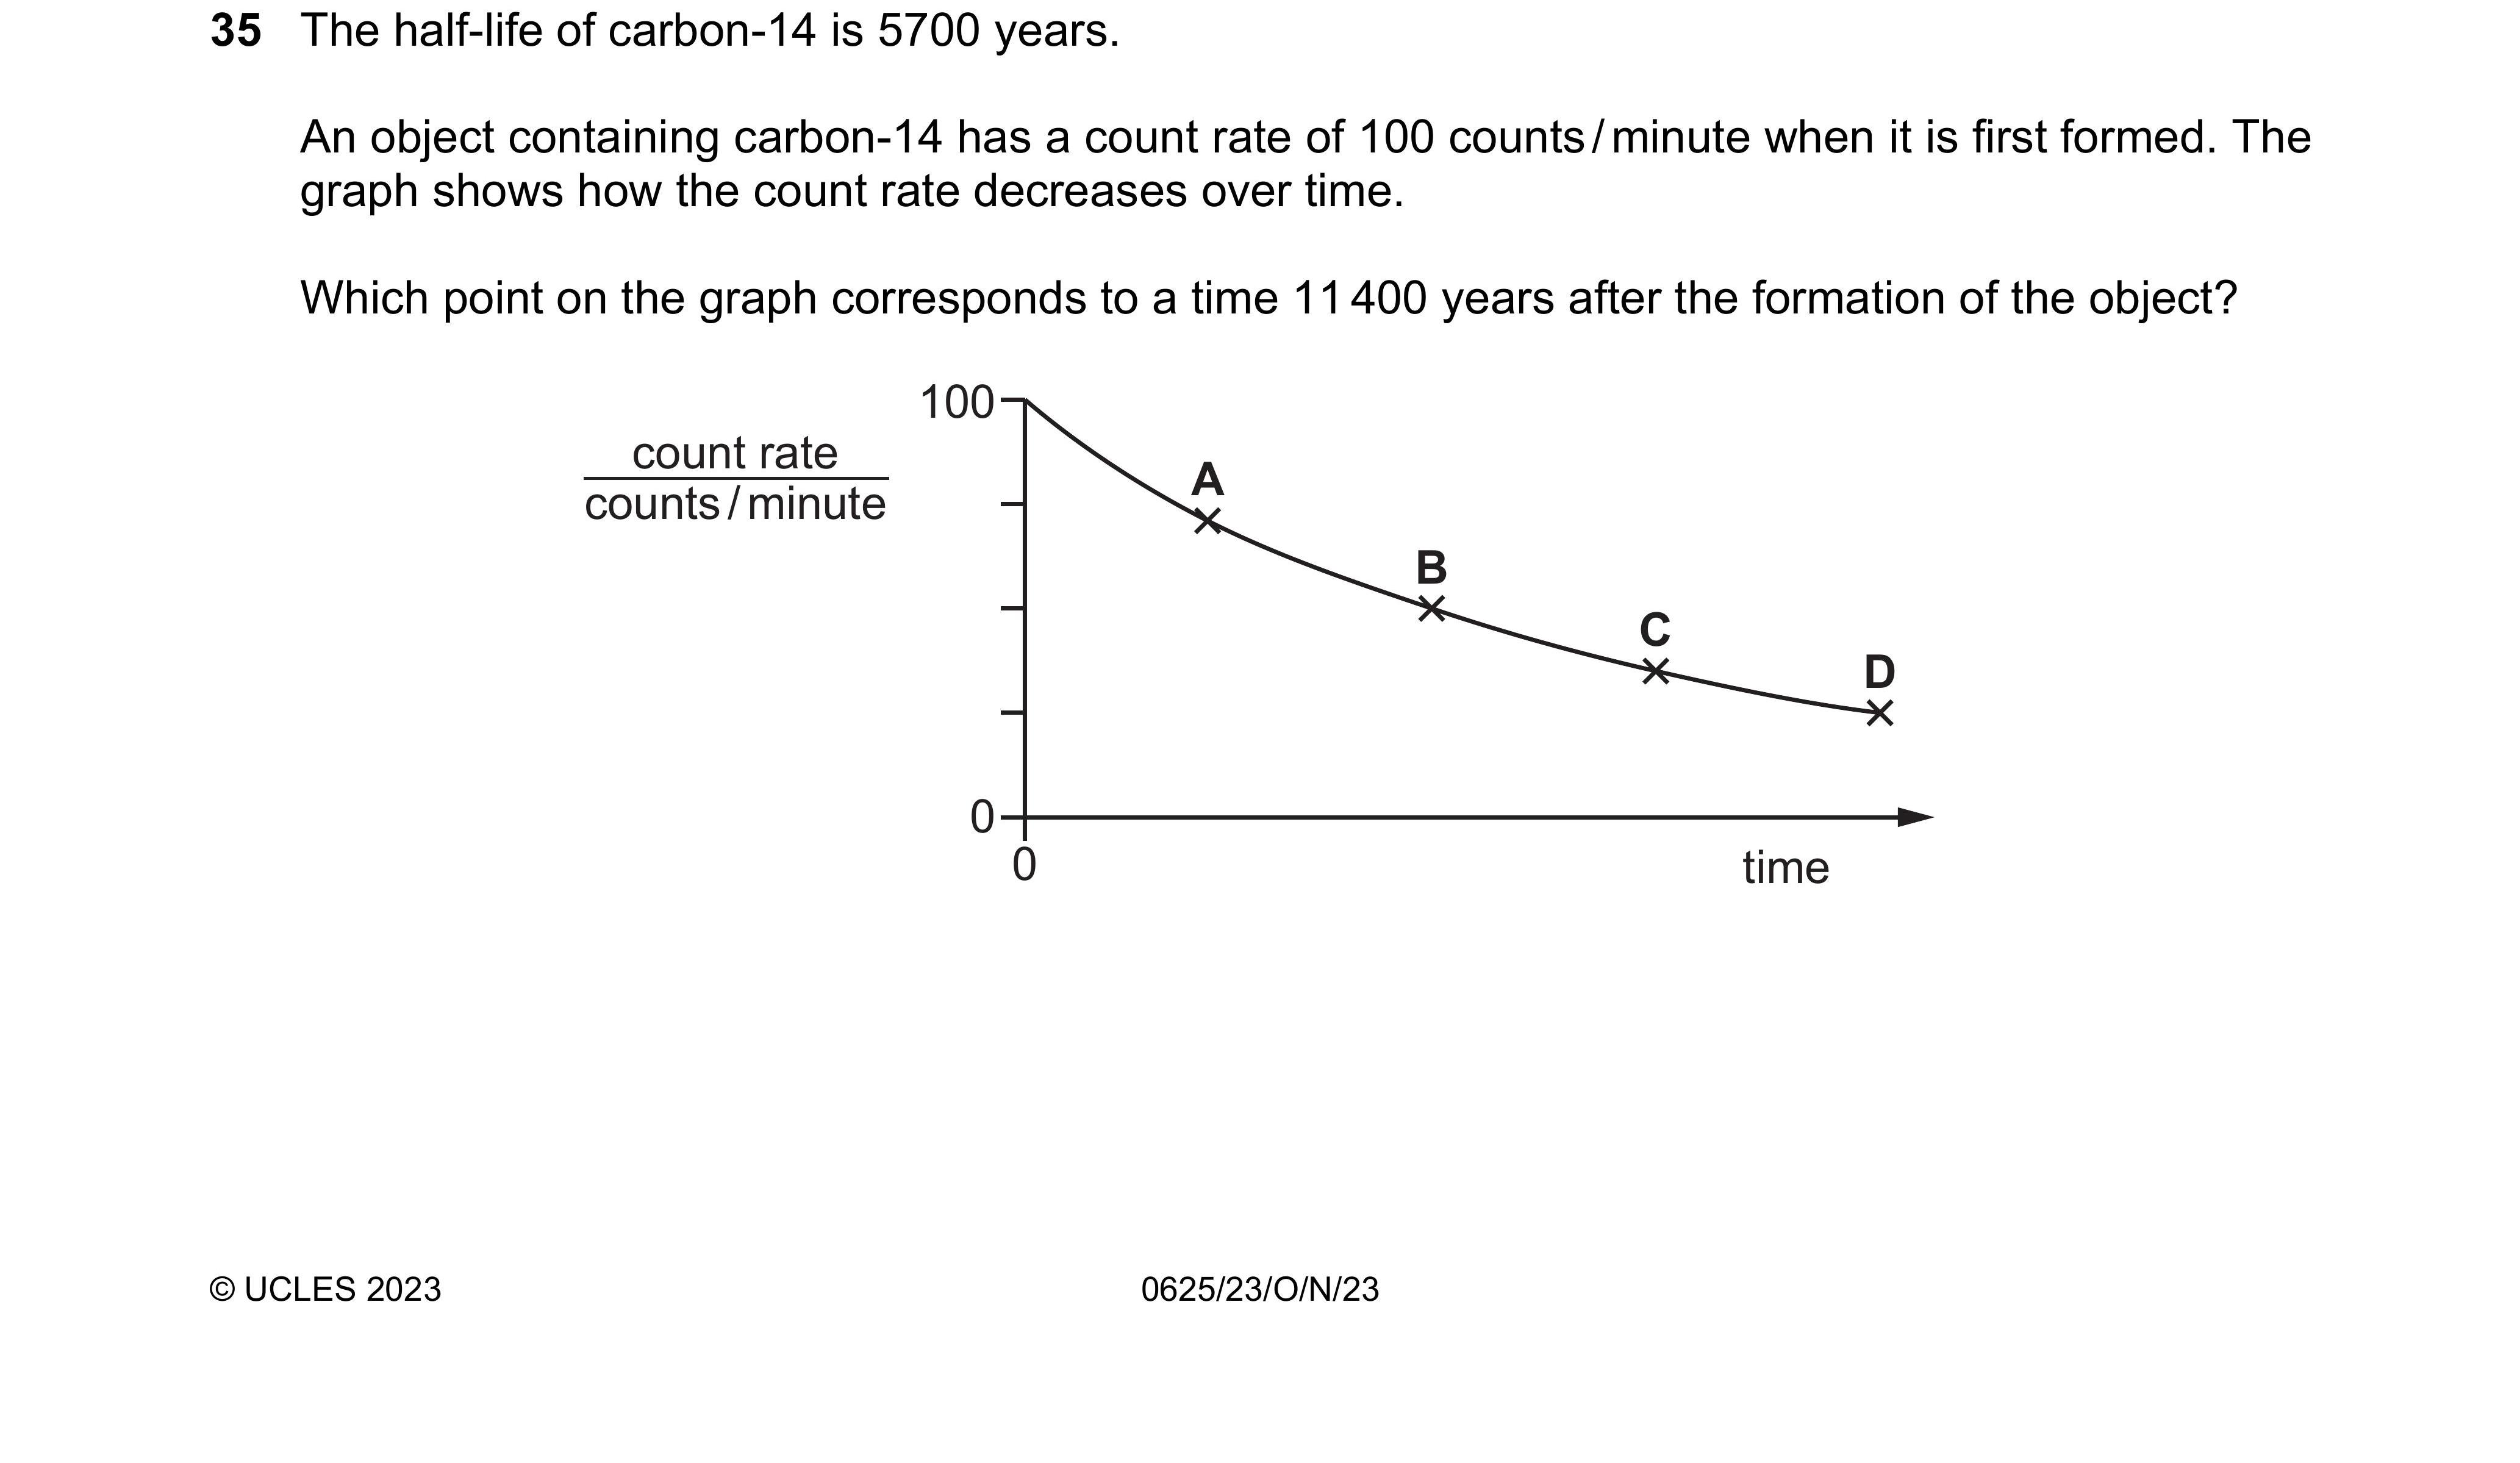 35 The half-life of carbon-14 is 5700 years.
An object containing carbon-14 has a count rate of 100 counts / minute when it is first formed. The
graph shows how the count rate decreases over time.
Which point on the graph corresponds to a time 11 400 years after the formation of the object?
100
count rate
counts / minute
A
B
C
D
0
0
time
© UCLES 2023
0625/23/O/N/23